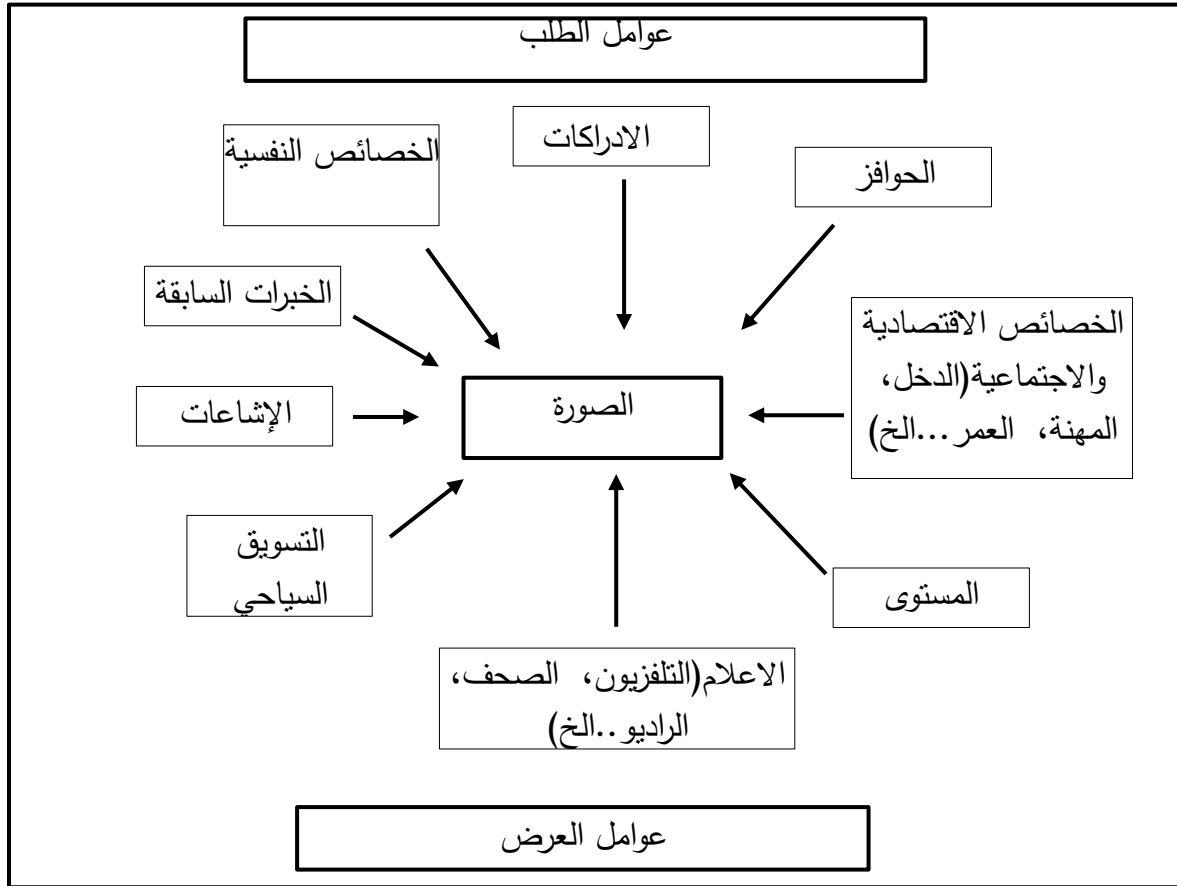 عوامل الطلب
الادراكات
الحوافز
الخصائص النفسية
الخبرات السابقة
الخصائص الاقتصادية
والاجتماعية(الدخل،
المهنة، العمر...الخ)
الصورة
الإشاعات
التسويق
السياحي
المستوى
الاعلام(التلفزيون، الصحف،
الراديو..الخ)
عوامل العرض